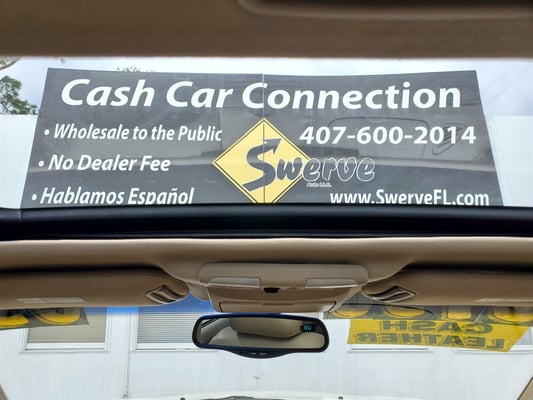 Cash Car Connection
• Wholesale to the Public
407-600-2014
• No Dealer Fee
Swerve
• Hablamos Español
www.SwerveFL.com
CASH
LEATHER